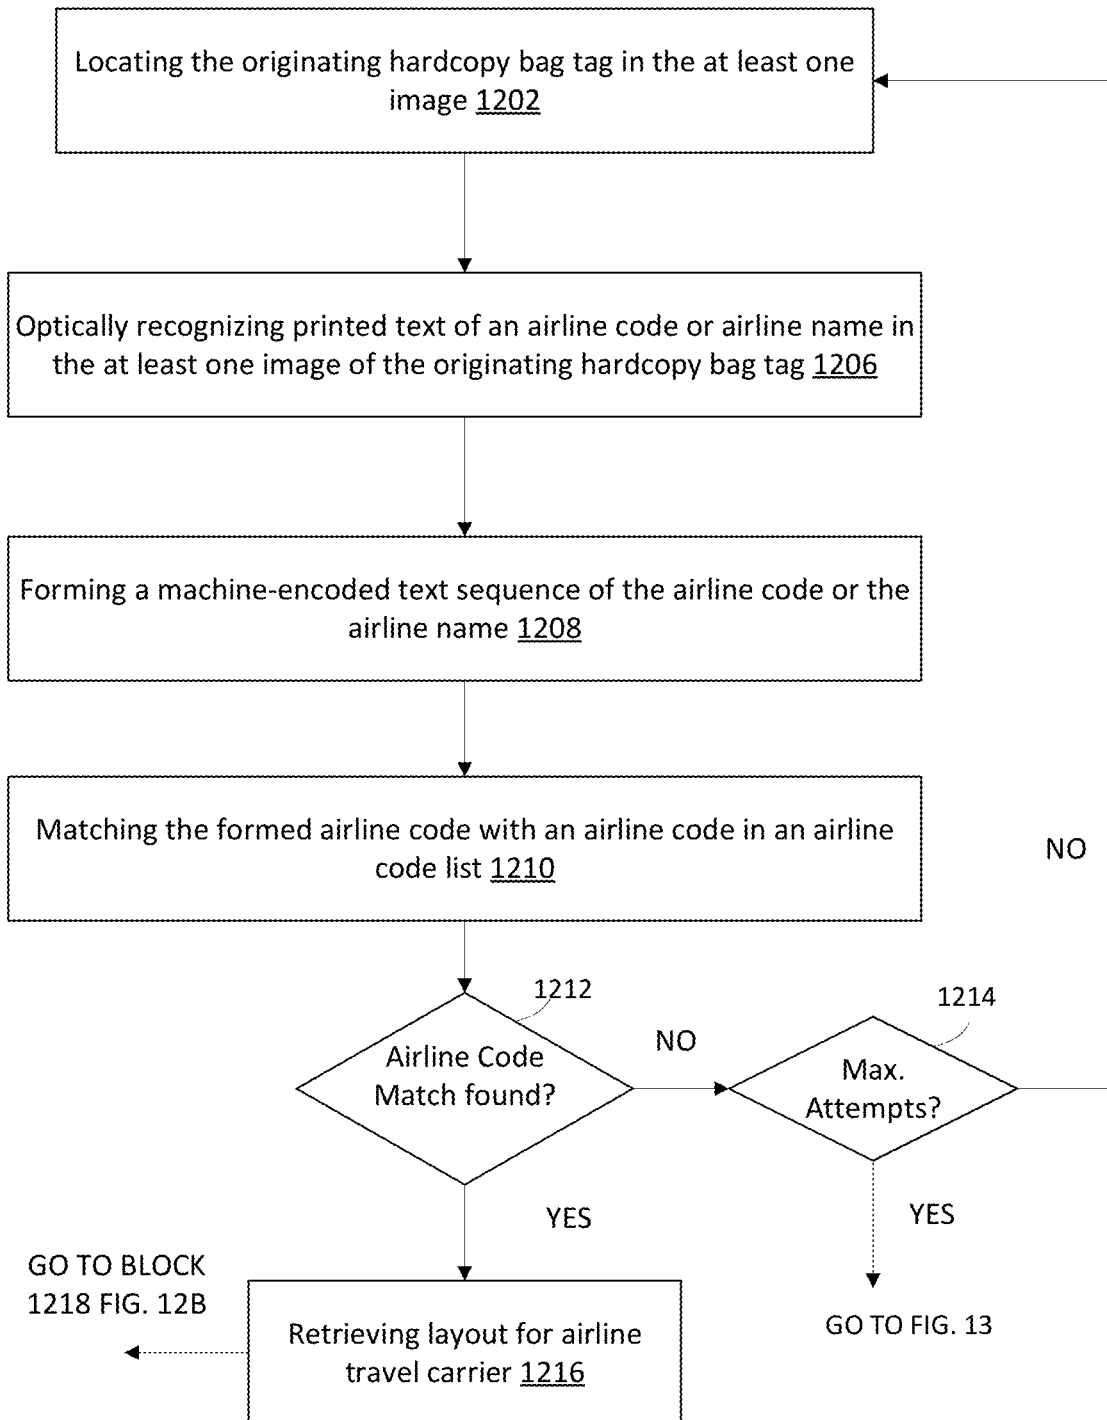 Locating the originating hardcopy bag tag in the at least one
image 1202
Optically recognizing printed text of an airline code or airline name in
the at least one image of the originating hardcopy bag tag 1206
Forming a machine-encoded text sequence of the airline code or the
airline name 1208
Matching the formed airline code with an airline code in an airline
code list 1210
NO
1212
1214
Airline Code
Match found?
NO
Max.
Attempts?
YES
YES
GO TO BLOCK
1218 FIG. 12B
GO TO FIG. 13
Retrieving layout for airline
travel carrier 1216